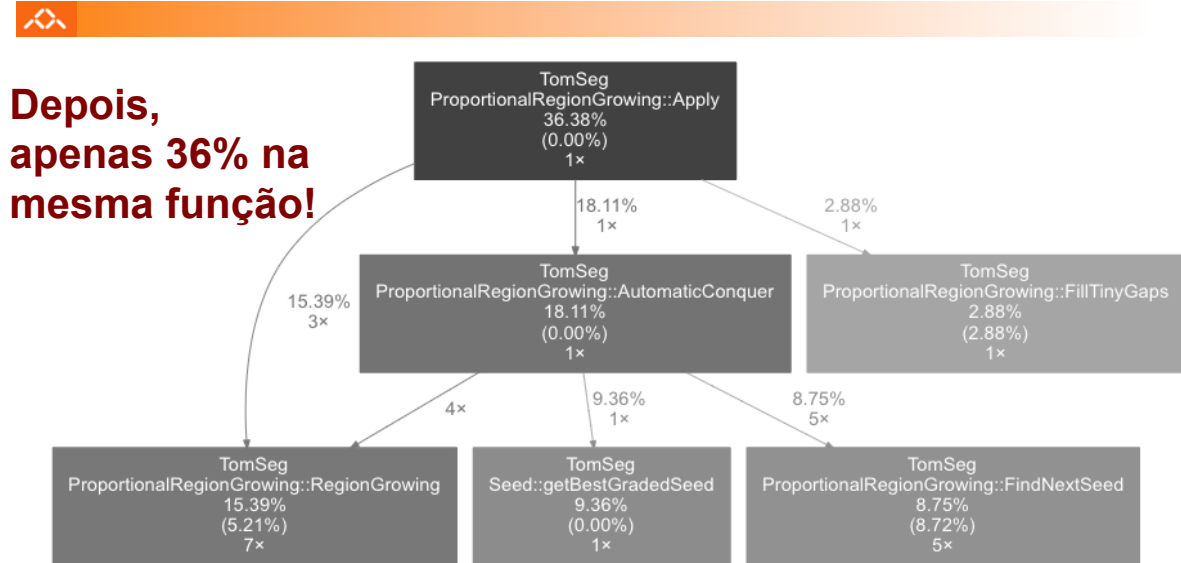 Depois,
apenas 36% na
mesma função!
TomSeg
ProportionalRegionGrowing::Apply
36.38%
(0.00%)
1×
18.11%
1×
2.88%
1×
15.39%
3×
TomSeg
ProportionalRegionGrowing::AutomaticConquer
18.11%
(0.00%)
1×
TomSeg
ProportionalRegionGrowing::FillTinyGaps
2.88%
(2.88%)
1×
4×
9.36%
1×
8.75%
5×
TomSeg
ProportionalRegionGrowing::RegionGrowing
15.39%
(5.21%)
7×
TomSeg
Seed::getBestGradedSeed
9.36%
(0.00%)
1×
TomSeg
ProportionalRegionGrowing::FindNextSeed
8.75%
(8.72%)
5×